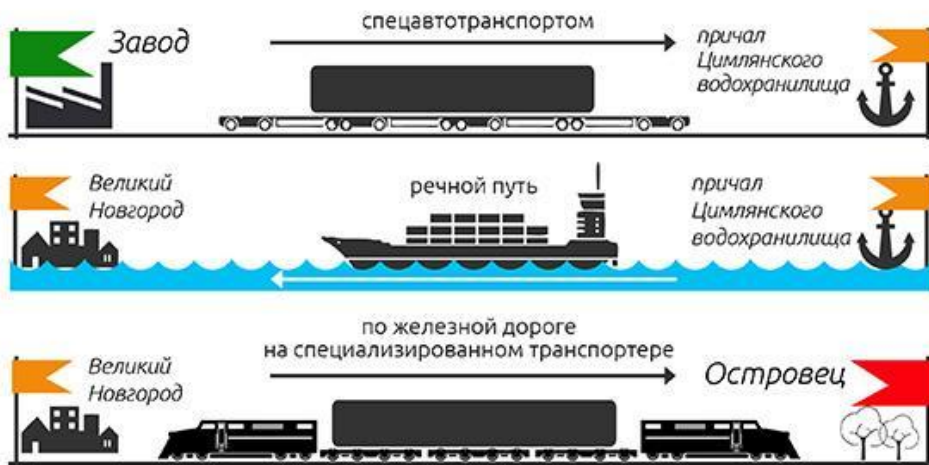 спецавтотранспортом
Завод
причал
Цимлянского
водохранилища
Великий
Новгород
речной путь
причал
Цимлянского
водохранилища
по железной дороге
на специализированном транспортере
Великий
Новгород
Островец